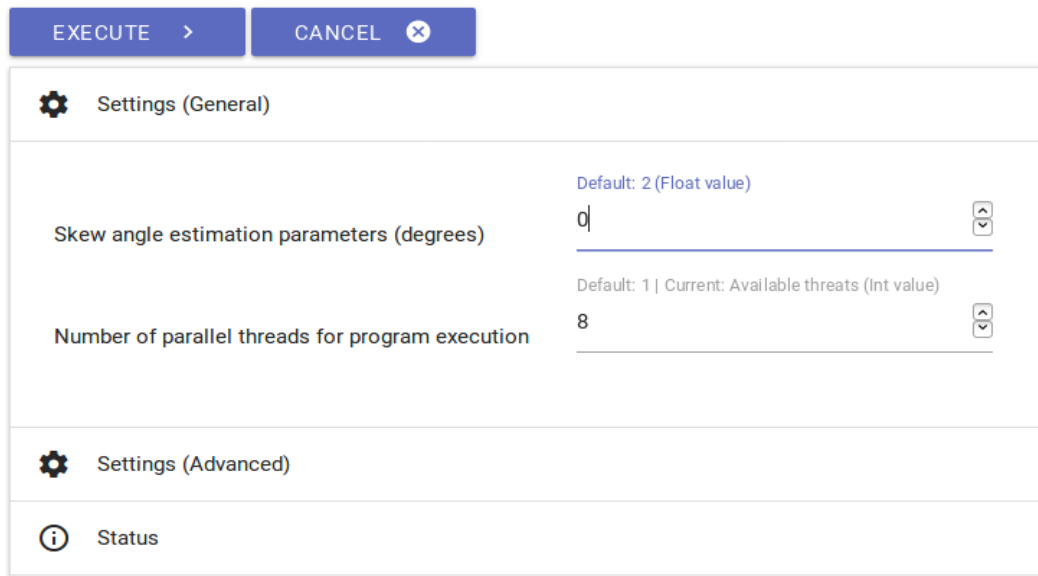 EXECUTE CANCEL
Settings (General)
Default: 2 (Float value)
Skew angle estimation parameters (degrees) 0
Default: 1 | Current: Available threats (Int value)
Number of parallel threads for program execution 8
Settings (Advanced)
Status